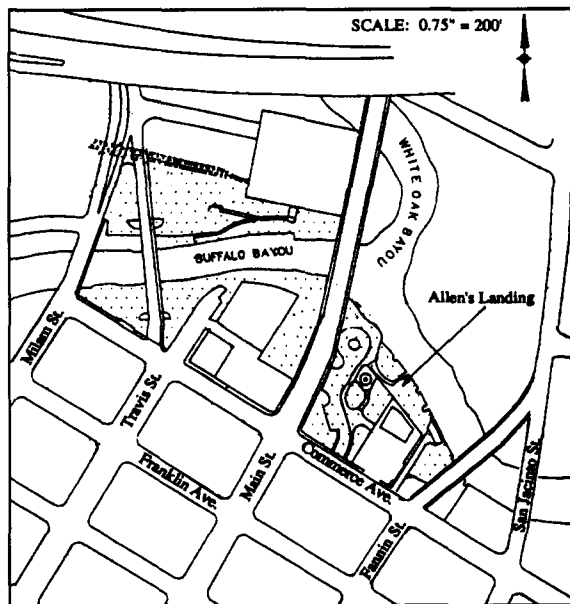 SCALE: 0.75" = 200'
WHITE OAK BAYOU
BUFFALO BAYOU
Allen's Landing
Milam St.
Travis St.
Franklin Ave.
Main St.
Commerce Ave.
Fannin St.
San Jacinto St.